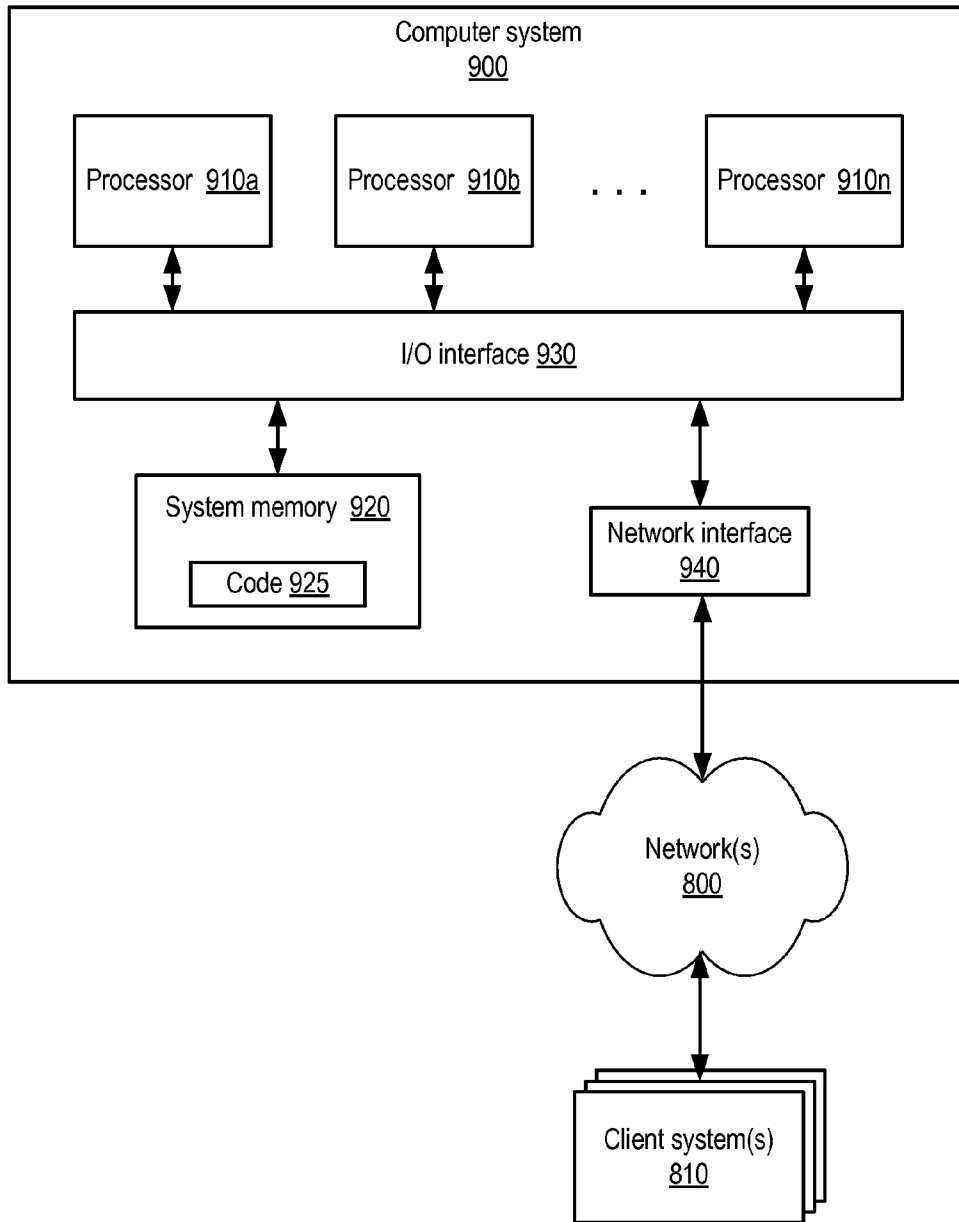 Computer system
900
Processor 910a
Processor 910b
. . .
Processor 910n
I/O interface 930
System memory 920
Code 925
Network interface
940
Network(s)
800
Client system(s)
810